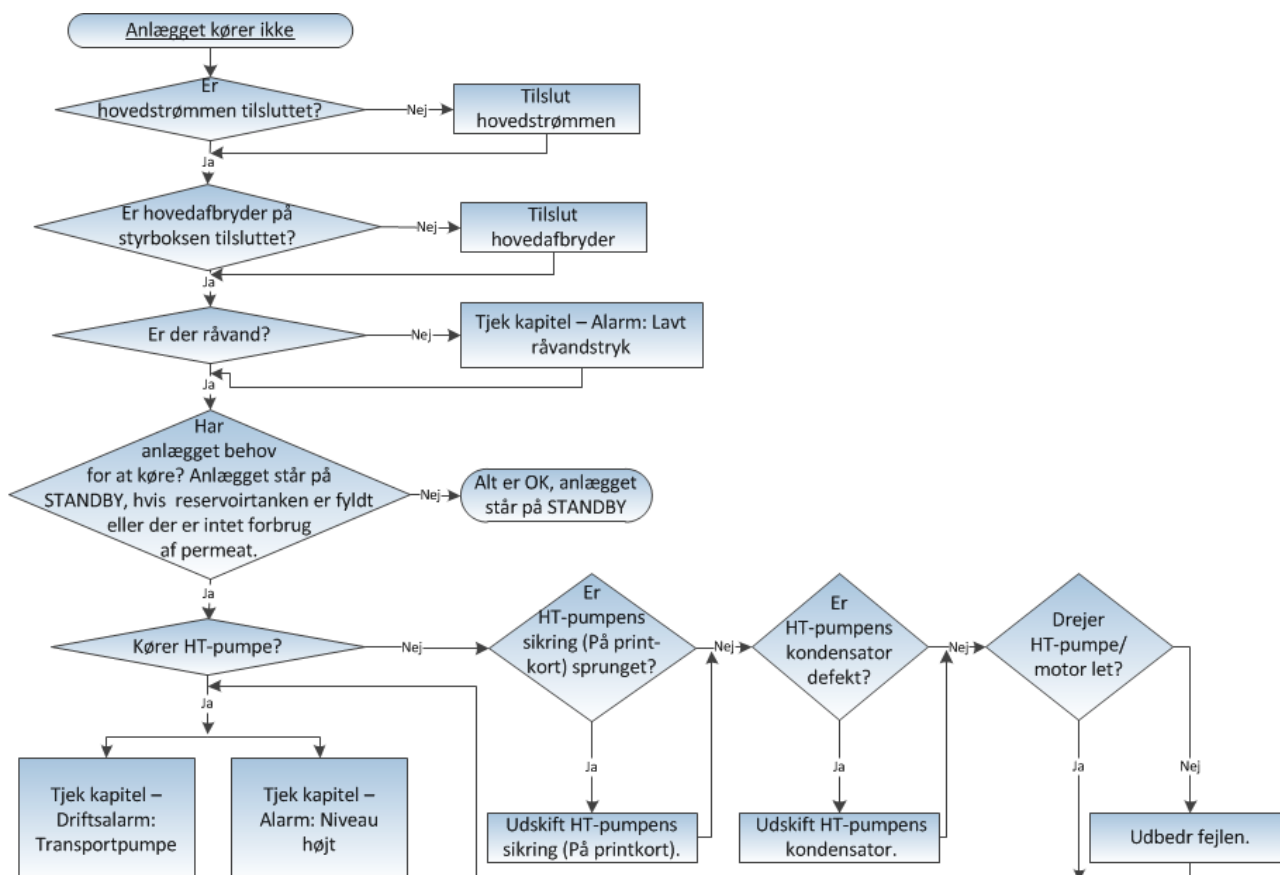 Anlægget kører ikke
Er
hovedstrømmen tilsluttet?
Nej
Tilslut
hovedstrømmen
Ja
Er hovedafbryder på
styrboksen tilsluttet?
Nej
Tilslut
hovedafbryder
Ja
Er der råvand?
Nej
Tjek kapitel – Alarm: Lavt
råvandstryk
Ja
Har
anlægget behov
for at køre? Anlægget står på
STANDBY, hvis reservoirtanken er fyldt
eller der er intet forbrug
af permeat.
Nej
Alt er OK, anlægget
står på STANDBY
Ja
Kører HT-pumpe?
Nej
Er
HT-pumpens
sikring (På print-
kort) sprunget?
Nej
Er
HT-pumpens
kondensator
defekt?
Nej
Drejer
HT-pumpe/
motor let?
Ja
Ja
Ja
Ja
Nej
Tjek kapitel –
Driftsalarm:
Transportpumpe
Tjek kapitel –
Alarm: Niveau
højt
Udskift HT-pumpens
sikring (På printkort).
Udskift HT-pumpens
kondensator.
Udbedr fejlen.